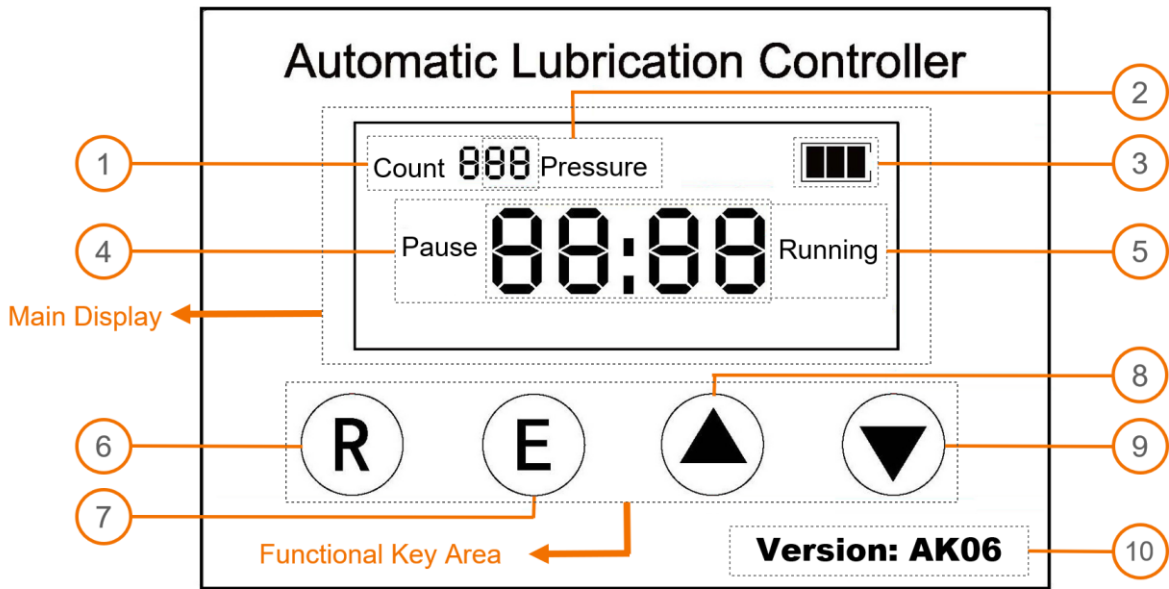 Automatic Lubrication Controller
2
1
Count 888 Pressure
3
4
Pause 88:88 Running
5
Main Display
8
6
R E
9
7
Functional Key Area
Version: AK06
10